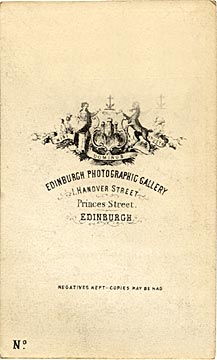 DOMINUS
EDINBURGH PHOTOGRAPHIC GALLERY
1, HANOVER STREET,
Princes Street.
EDINBURGH.
NEGATIVES KEPT-COPIES MAY BE HAD
No.